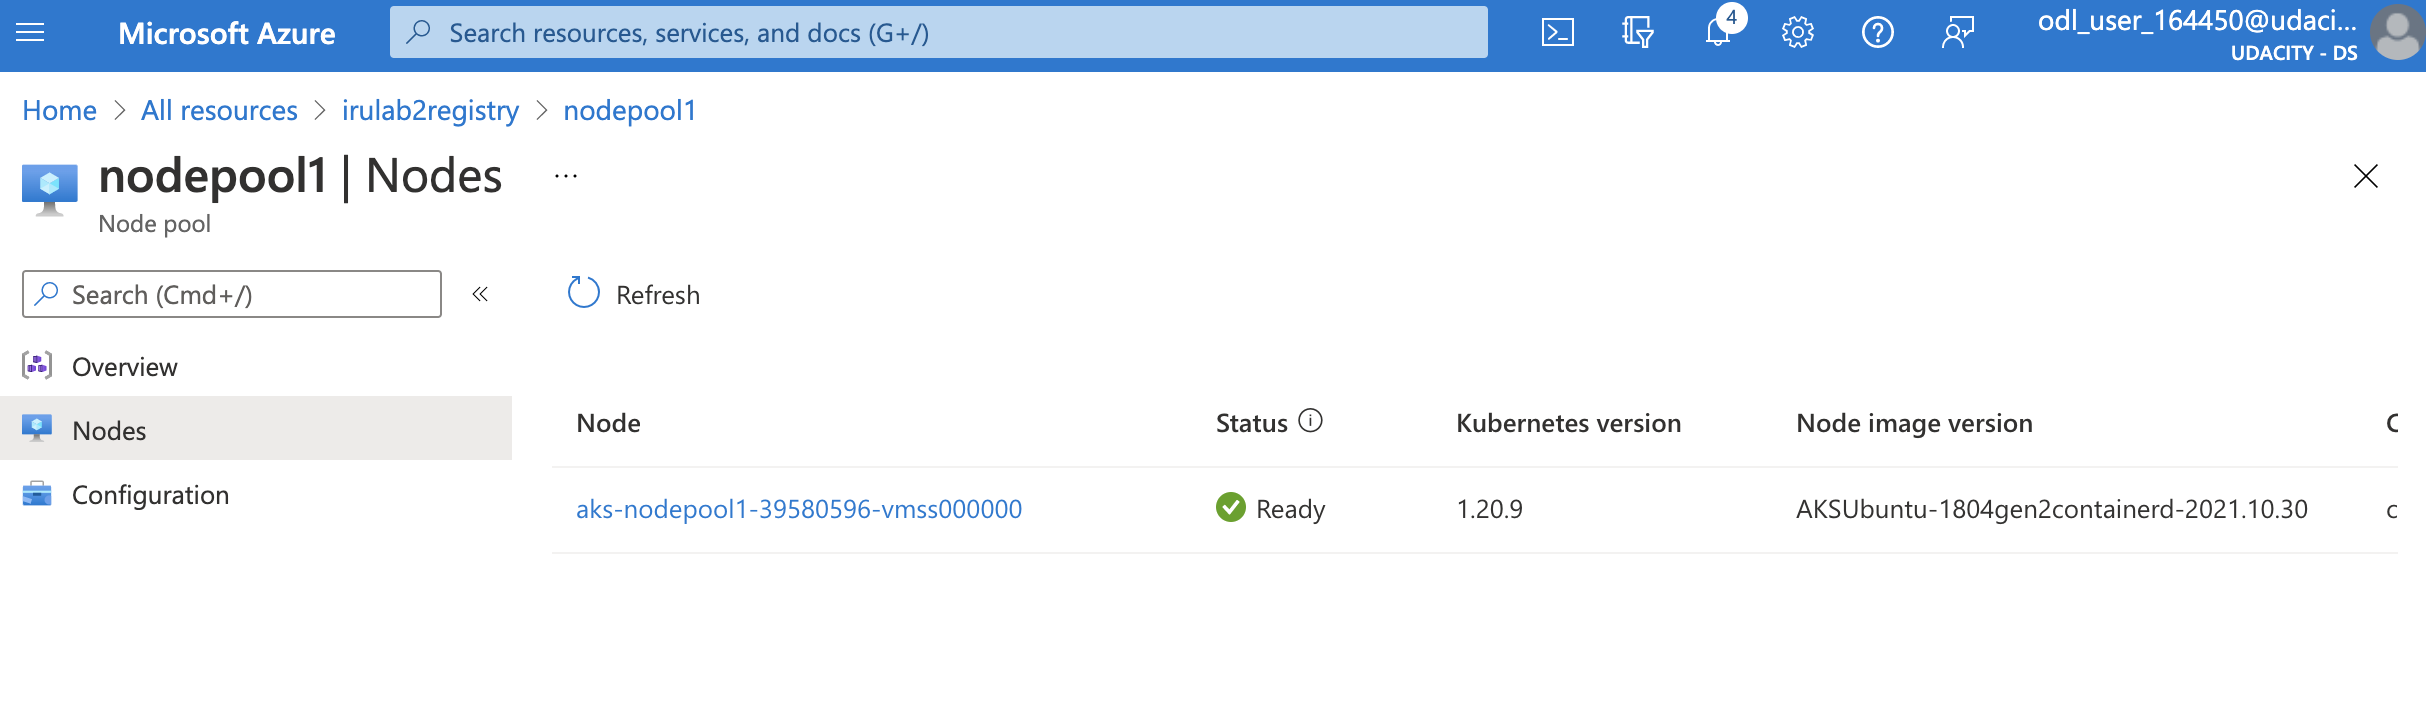 Microsoft Azure
Search resources, services, and docs (G+/)
4
odl_user_164450@udaci...
UDACITY - DS
Home > All resources > irulab2registry > nodepool1
nodepool1 | Nodes ...
Node pool
Search (Cmd+/)
«
Refresh
Overview
Nodes
Configuration
Node Status Kubernetes version Node image version
aks-nodepool1-39580596-vmss000000 Ready 1.20.9 AKSUbuntu-1804gen2containerd-2021.10.30